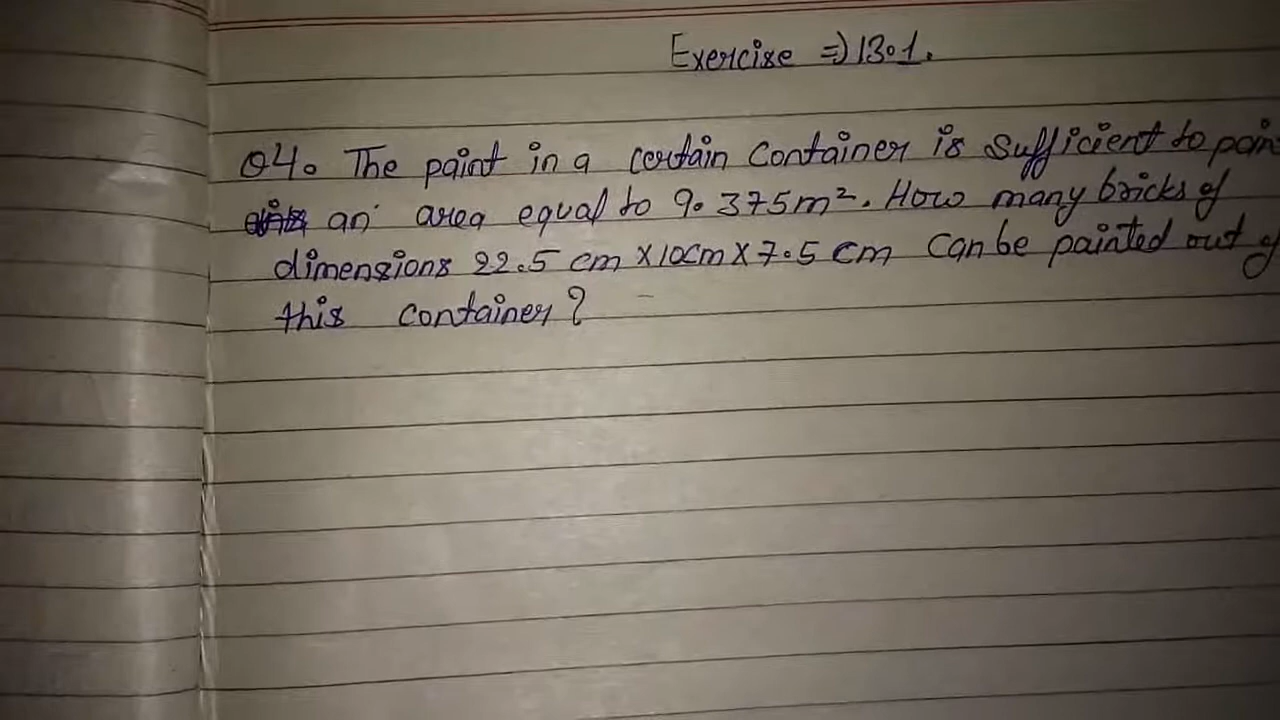 Exercise => 13.1.
Q4. The paint in a certain Container is Sufficient to pain
an area equal to 9.375m². How many bricks of
dimensions 22.5 cm x 10cm x 7.5 cm Can be painted out of
this container?